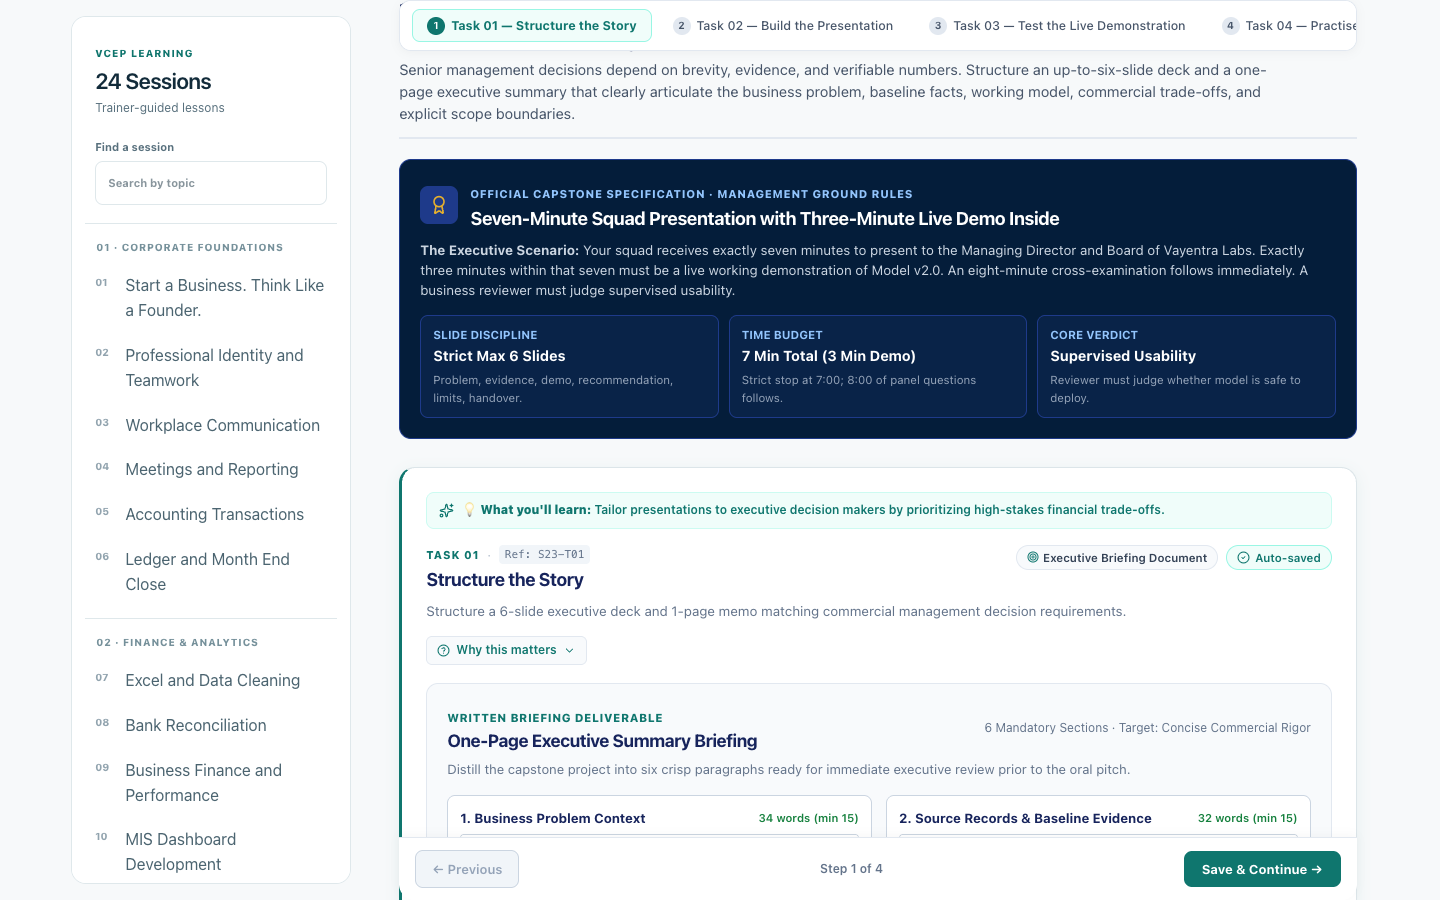 VCEP LEARNING
24 Sessions
Trainer-guided lessons
Find a session
Search by topic
01 · CORPORATE FOUNDATIONS
01 Start a Business. Think Like
a Founder.
02 Professional Identity and
Teamwork
03 Workplace Communication
04 Meetings and Reporting
05 Accounting Transactions
06 Ledger and Month End
Close
02 · FINANCE & ANALYTICS
07 Excel and Data Cleaning
08 Bank Reconciliation
09 Business Finance and
Performance
10 MIS Dashboard
Development
1 Task 01 — Structure the Story
2 Task 02 — Build the Presentation
3 Task 03 — Test the Live Demonstration
4 Task 04 — Practise
Senior management decisions depend on brevity, evidence, and verifiable numbers. Structure an up-to-six-slide deck and a one-
page executive summary that clearly articulate the business problem, baseline facts, working model, commercial trade-offs, and
explicit scope boundaries.
OFFICIAL CAPSTONE SPECIFICATION · MANAGEMENT GROUND RULES
Seven-Minute Squad Presentation with Three-Minute Live Demo Inside
The Executive Scenario: Your squad receives exactly seven minutes to present to the Managing Director and Board of Vayentra Labs. Exactly
three minutes within that seven must be a live working demonstration of Model v2.0. An eight-minute cross-examination follows immediately. A
business reviewer must judge supervised usability.
SLIDE DISCIPLINE
Strict Max 6 Slides
Problem, evidence, demo, recommendation,
limits, handover.
TIME BUDGET
7 Min Total (3 Min Demo)
Strict stop at 7:00; 8:00 of panel questions
follows.
CORE VERDICT
Supervised Usability
Reviewer must judge whether model is safe to
deploy.
💡 What you'll learn: Tailor presentations to executive decision makers by prioritizing high-stakes financial trade-offs.
TASK 01 · Ref: S23-T01
Executive Briefing Document
Auto-saved
Structure the Story
Structure a 6-slide executive deck and 1-page memo matching commercial management decision requirements.
Why this matters
WRITTEN BRIEFING DELIVERABLE
One-Page Executive Summary Briefing
6 Mandatory Sections · Target: Concise Commercial Rigor
Distill the capstone project into six crisp paragraphs ready for immediate executive review prior to the oral pitch.
1. Business Problem Context 34 words (min 15)
2. Source Records & Baseline Evidence 32 words (min 15)
← Previous
Step 1 of 4
Save & Continue →